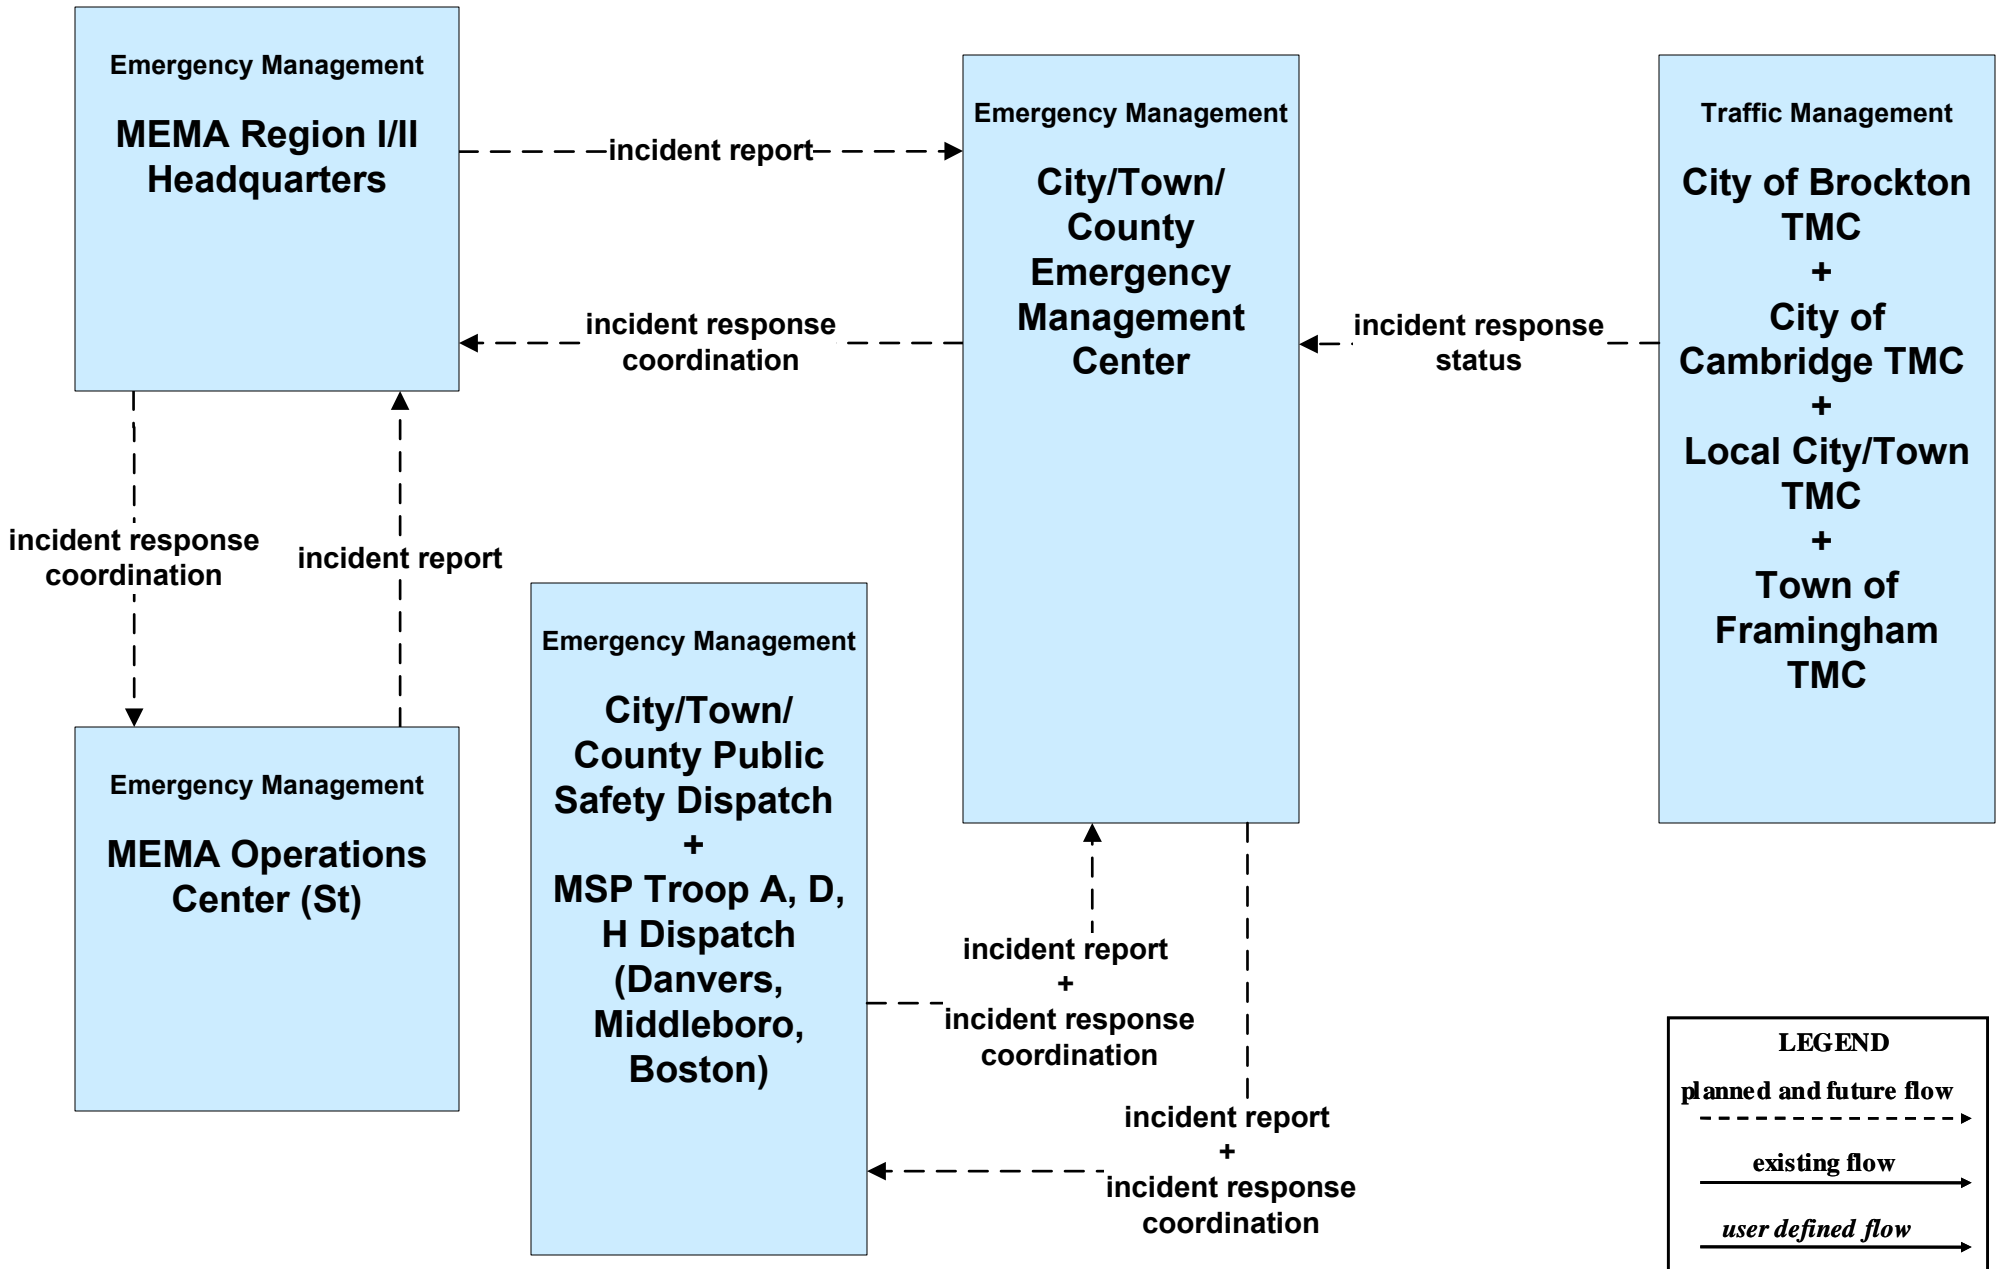 Emergency Management
MEMA Region I/II
Headquarters
incident report
Emergency Management
City/Town/
County
Emergency
Management
Center
Traffic Management
City of Brockton
TMC
+
City of
Cambridge TMC
+
Local City/Town
TMC
+
Town of
Framingham
TMC
incident response
coordination
incident response
status
incident response
coordination
incident report
Emergency Management
MEMA Operations
Center (St)
Emergency Management
City/Town/
County Public
Safety Dispatch
+
MSP Troop A, D,
H Dispatch
(Danvers,
Middleboro,
Boston)
incident report
+
incident response
coordination
incident report
+
incident response
coordination
LEGEND
planned and future flow
existing flow
user defined flow